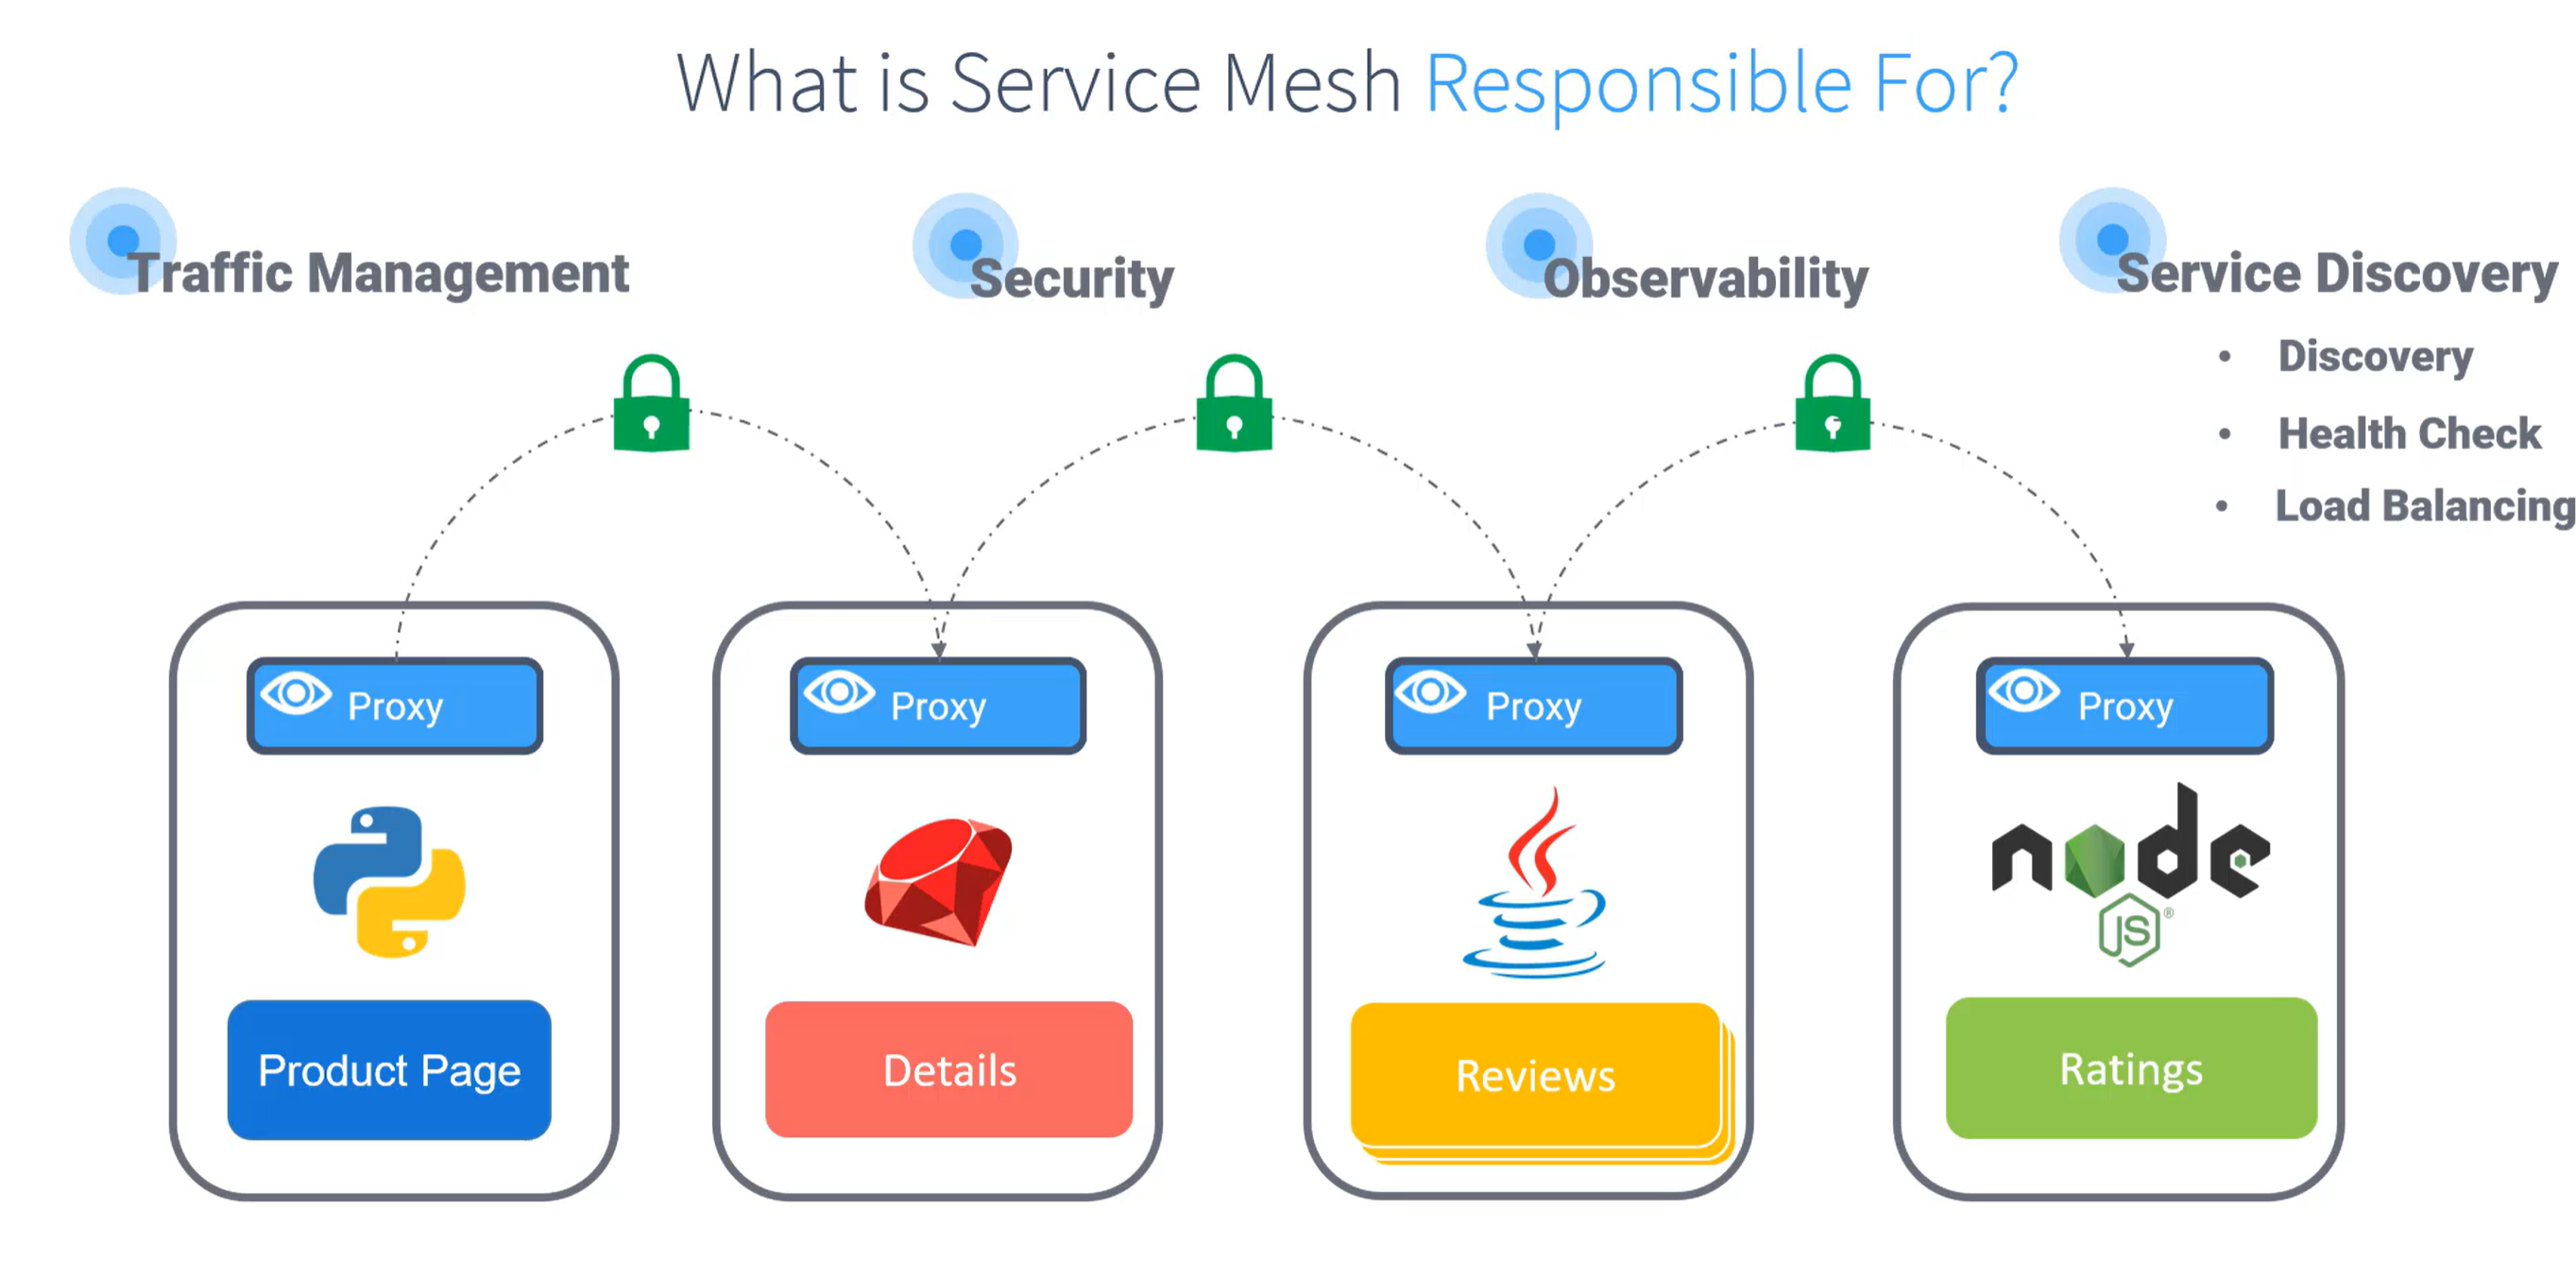 What is Service Mesh Responsible For?
Traffic Management
Security
Observability
Service Discovery
• Discovery
• Health Check
• Load Balancing
Proxy
Proxy
Proxy
Proxy
node
JS®
Product Page
Details
Reviews
Ratings